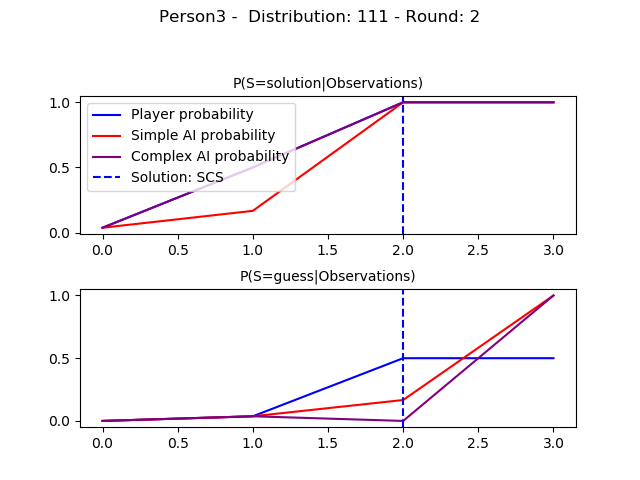 Person3 -  Distribution: 111 - Round: 2
P(S=solution|Observations)
1.0
0.5
0.0
Player probability
Simple AI probability
Complex AI probability
Solution: SCS
0.0 0.5 1.0 1.5 2.0 2.5 3.0
P(S=guess|Observations)
1.0
0.5
0.0
0.0 0.5 1.0 1.5 2.0 2.5 3.0